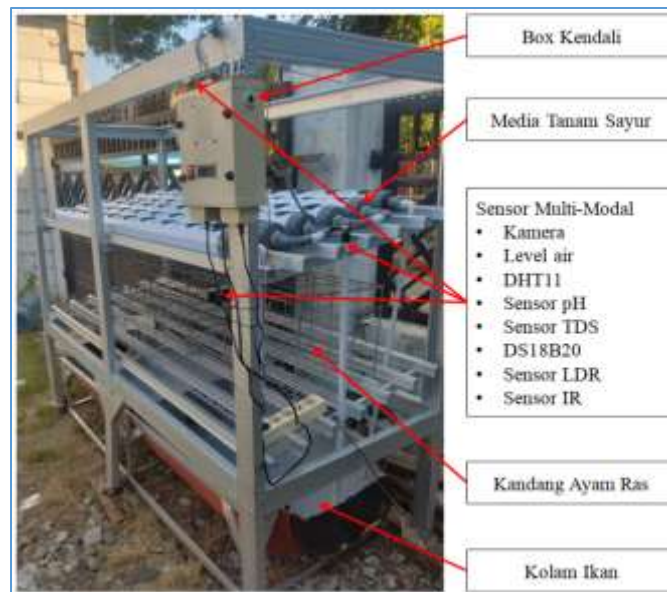 Box Kendali
Media Tanam Sayur
Sensor Multi-Modal
• Kamera
• Level air
• DHT11
• Sensor pH
• Sensor TDS
• DS18B20
• Sensor LDR
• Sensor IR
Kandang Ayam Ras
Kolam Ikan